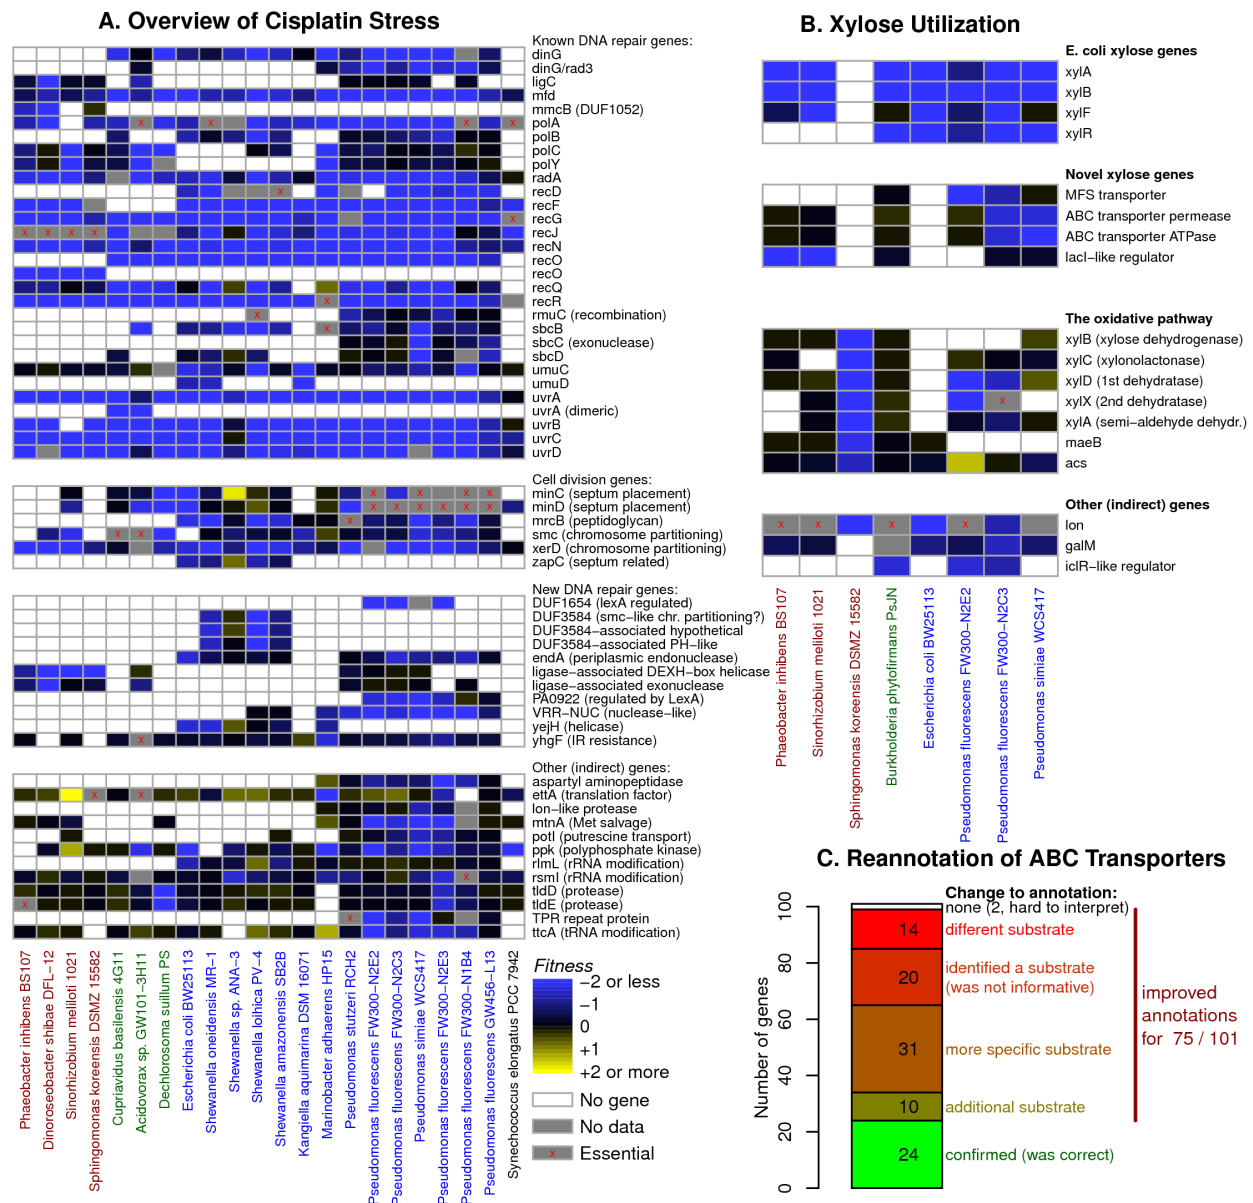 A. Overview of Cisplatin Stress
Known DNA repair genes:
dinG
dinG/rad3
ligC
mfd
mmcB (DUF1052)
polA
polB
polC
polY
radA
recD
recF
recG
recJ
recN
recO
recO
recQ
recR
rmuC (recombination)
sbcB
sbcC (exonuclease)
sbcD
umuC
umuD
uvrA
uvrA (dimeric)
uvrB
uvrC
uvrD
Cell division genes:
minC (septum placement)
minD (septum placement)
mrcB (peptidoglycan)
smc (chromosome partitioning)
xerD (chromosome partitioning)
zapC (septum related)
New DNA repair genes:
DUF1654 (lexA regulated)
DUF3584 (smc−like chr. partitioning?)
DUF3584−associated hypothetical
DUF3584−associated PH−like
endA (periplasmic endonuclease)
ligase−associated DEXH−box helicase
ligase−associated exonuclease
PA0922 (regulated by LexA)
VRR−NUC (nuclease−like)
yejH (helicase)
yhgF (IR resistance)
Other (indirect) genes:
aspartyl aminopeptidase
ettA (translation factor)
lon−like protease
mtnA (Met salvage)
potI (putrescine transport)
ppk (polyphosphate kinase)
rlmL (rRNA modification)
rsmI (rRNA modification)
tldD (protease)
tldE (protease)
TPR repeat protein
ttcA (tRNA modification)
Phaeobacter inhibens BS107
Dinoroseobacter shibae DFL−12
Sinorhizobium meliloti 1021
Sphingomonas koreensis DSMZ 15582
Cupriavidus basilensis 4G11
Acidovorax sp. GW101−3H11
Dechlorosoma suillum PS
Escherichia coli BW25113
Shewanella oneidensis MR−1
Shewanella sp. ANA−3
Shewanella loihica PV−4
Shewanella amazonensis SB2B
Kangiella aquimarina DSM 16071
Marinobacter adhaerens HP15
Pseudomonas stutzeri RCH2
Pseudomonas fluorescens FW300−N2E2
Pseudomonas fluorescens FW300−N2C3
Pseudomonas simiae WCS417
Pseudomonas fluorescens FW300−N2E3
Pseudomonas fluorescens FW300−N1B4
Pseudomonas fluorescens GW456−L13
Synechococcus elongatus PCC 7942
Fitness
−2 or less
−1
0
+1
+2 or more
No gene
No data
x Essential
B. Xylose Utilization
E. coli xylose genes
xylA
xylB
xylF
xylR
Novel xylose genes
MFS transporter
ABC transporter permease
ABC transporter ATPase
lacI−like regulator
The oxidative pathway
xylB (xylose dehydrogenase)
xylC (xylonolactonase)
xylD (1st dehydratase)
xylX (2nd dehydratase)
xylA (semi−aldehyde dehydr.)
maeB
acs
Other (indirect) genes
lon
galM
iclR−like regulator
Phaeobacter inhibens BS107
Sinorhizobium meliloti 1021
Sphingomonas koreensis DSMZ 15582
Burkholderia phytofirmans PsJN
Escherichia coli BW25113
Pseudomonas fluorescens FW300−N2E2
Pseudomonas fluorescens FW300−N2C3
Pseudomonas simiae WCS417
C. Reannotation of ABC Transporters
Number of genes
100
80
60
40
20
0
Change to annotation:
none (2, hard to interpret)
14 different substrate
20 identified a substrate
(was not informative)
31 more specific substrate
10 additional substrate
24 confirmed (was correct)
improved
annotations
for 75 / 101